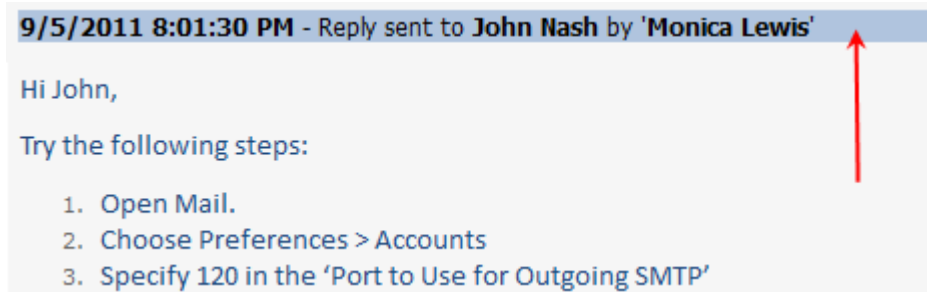 9/5/2011 8:01:30 PM - Reply sent to John Nash by 'Monica Lewis'
Hi John,
Try the following steps:
1. Open Mail.
2. Choose Preferences > Accounts
3. Specify 120 in the ‘Port to Use for Outgoing SMTP’